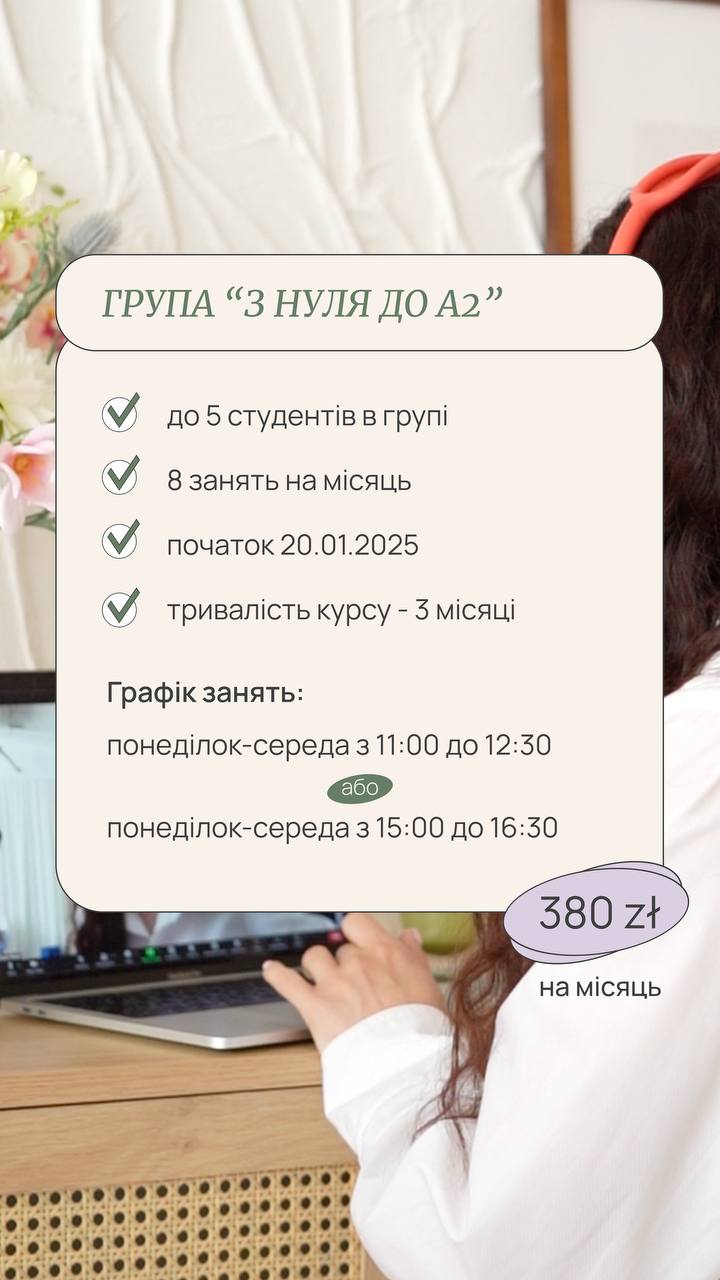 ГРУПА “З НУЛЯ ДО А2”
до 5 студентів в групі
8 занять на місяць
початок 20.01.2025
тривалість курсу - 3 місяці
Графік занять:
понеділок-середа з 11:00 до 12:30
або
понеділок-середа з 15:00 до 16:30
380 zł
на місяць